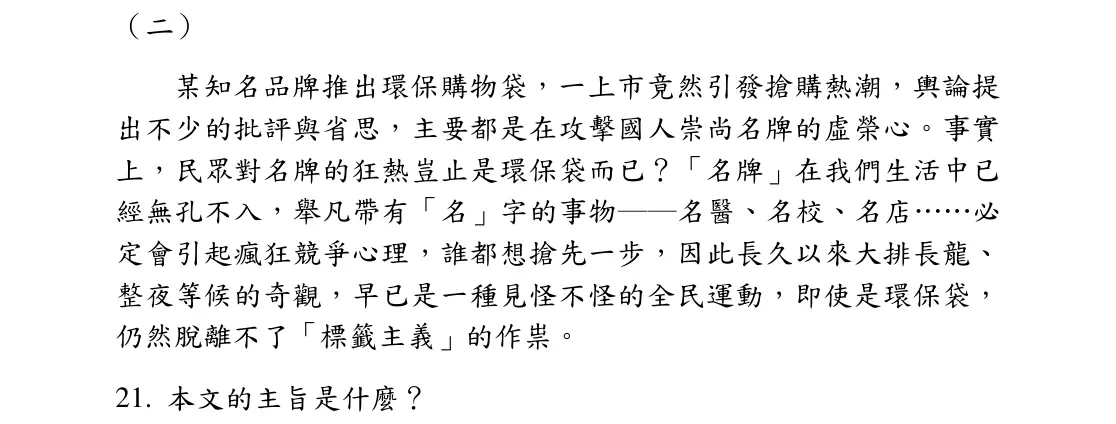 （二）
某知名品牌推出環保購物袋，一上市竟然引發搶購熱潮，輿論提
出不少的批評與省思，主要都是在攻擊國人崇尚名牌的虛榮心。事實
上，民眾對名牌的狂熱豈止是環保袋而已？「名牌」在我們生活中已
經無孔不入，舉凡帶有「名」字的事物——名醫、名校、名店……必
定會引起瘋狂競爭心理，誰都想搶先一步，因此長久以來大排長龍、
整夜等候的奇觀，早已是一種見怪不怪的全民運動，即使是環保袋，
仍然脫離不了「標籤主義」的作祟。
21. 本文的主旨是什麼？